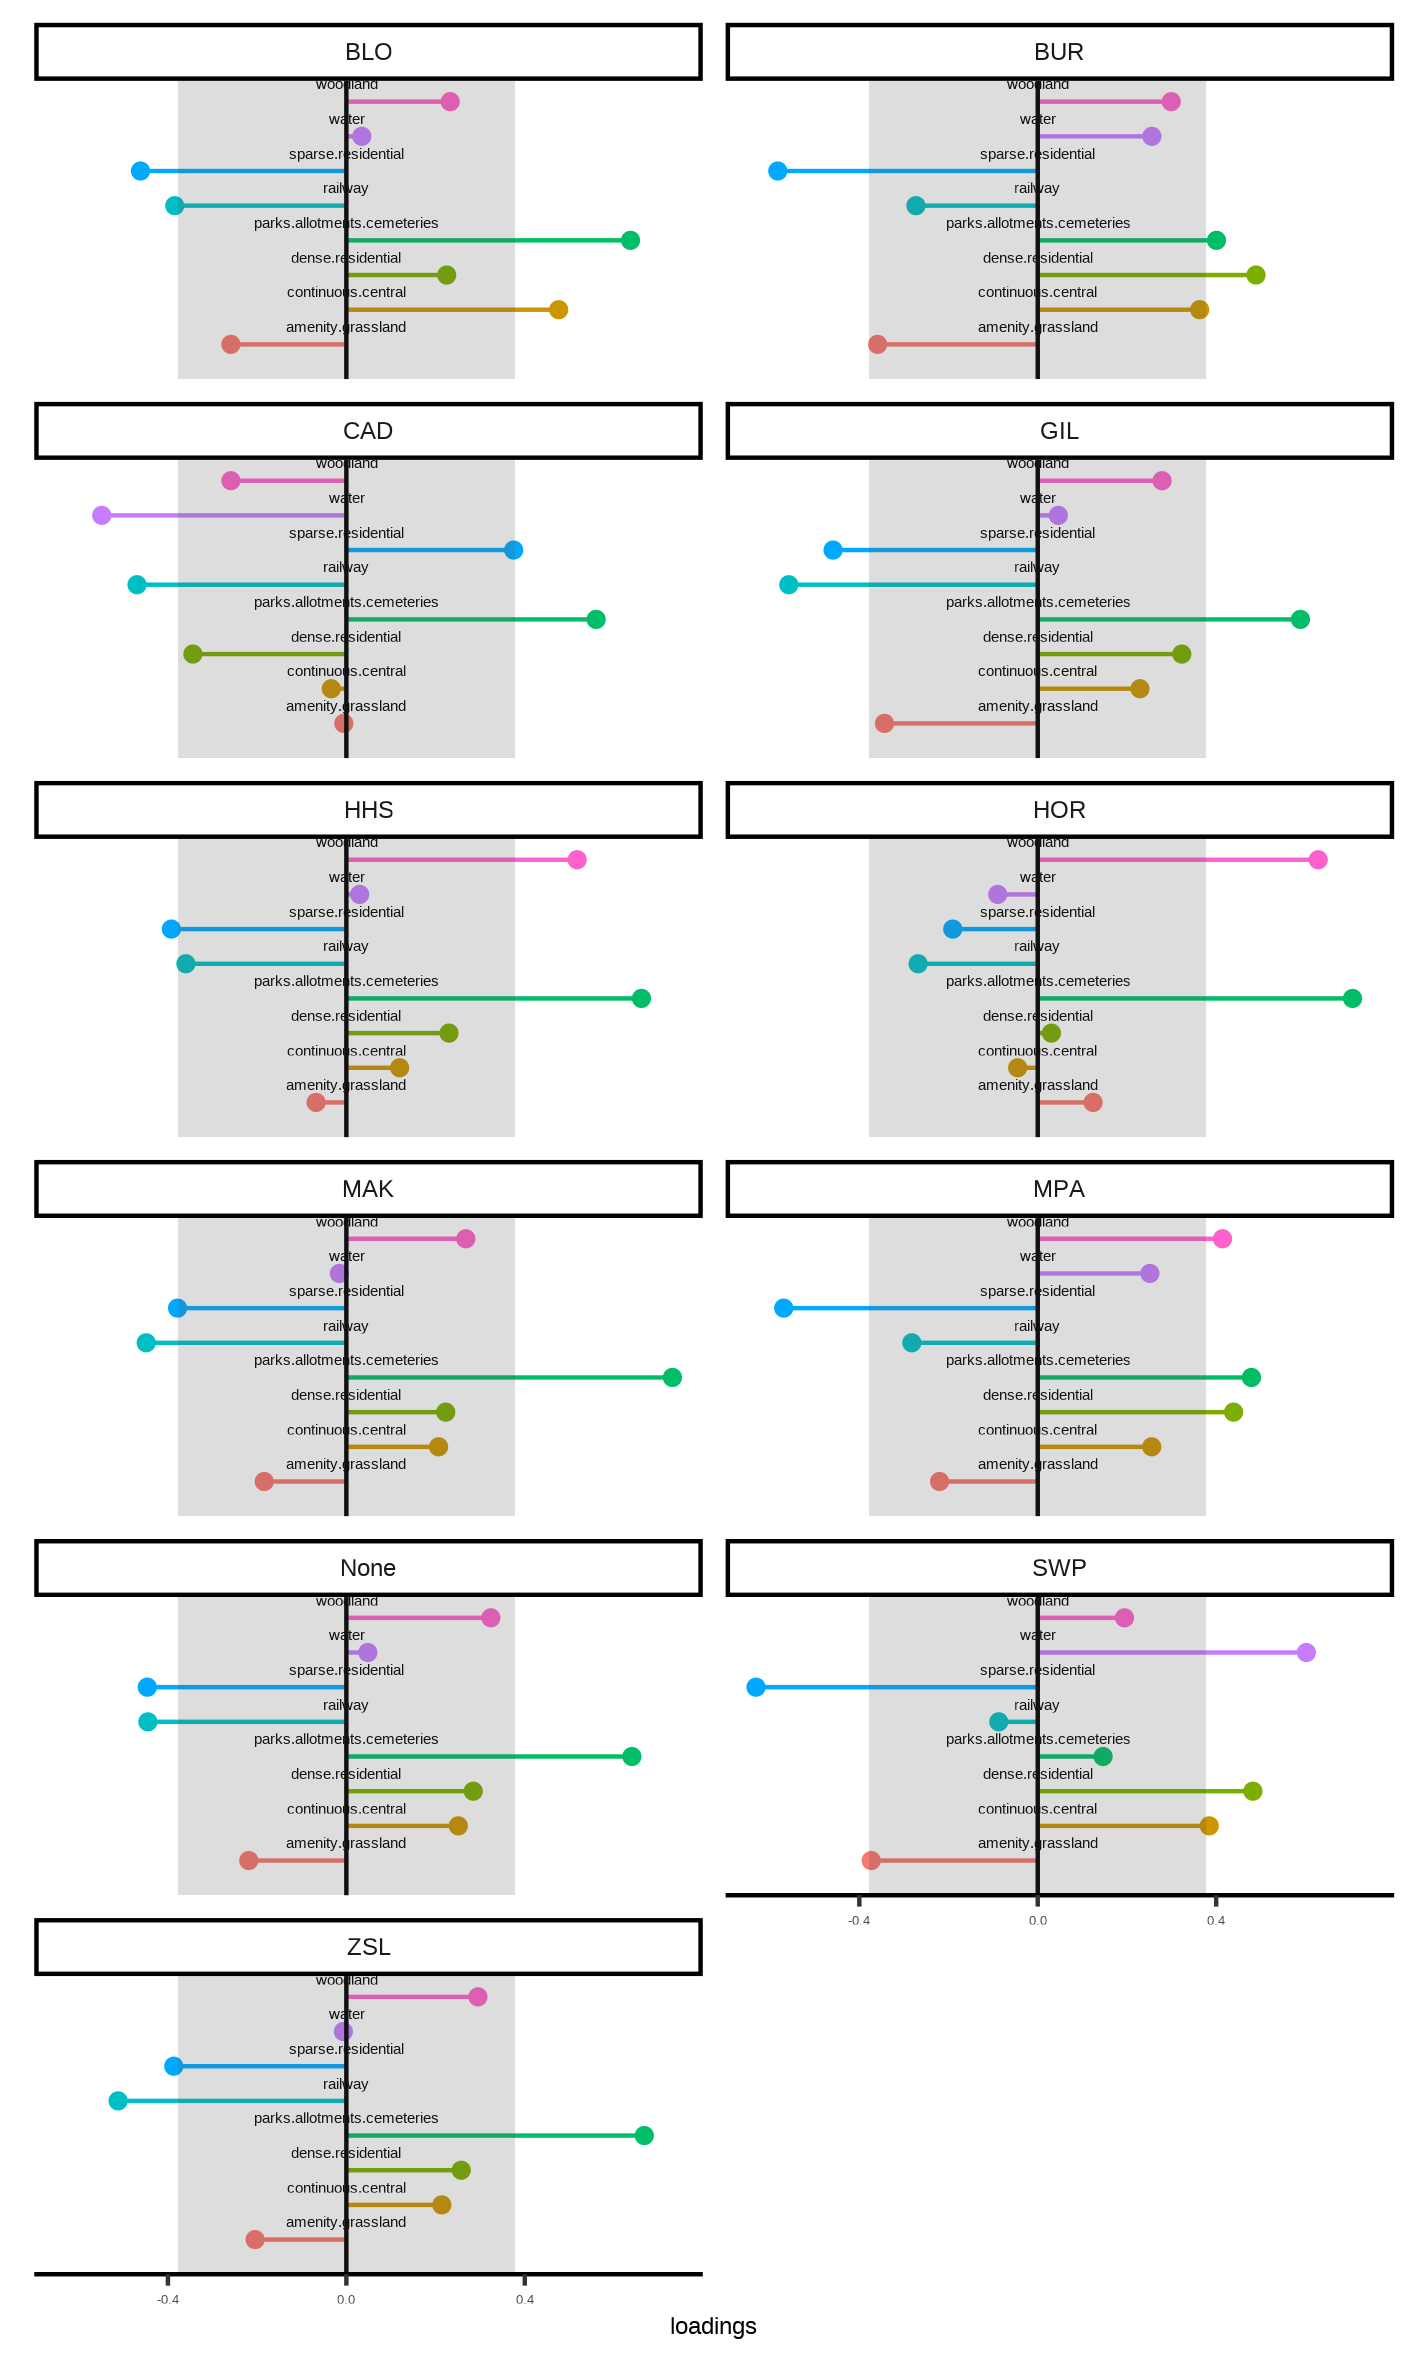 BLO
woodland
water
sparse.residential
railway
parks.allotments.cemeteries
dense.residential
continuous.central
amenity.grassland
BUR
woodland
water
sparse.residential
railway
parks.allotments.cemeteries
dense.residential
continuous.central
amenity.grassland
CAD
woodland
water
sparse.residential
railway
parks.allotments.cemeteries
dense.residential
continuous.central
amenity.grassland
GIL
woodland
water
sparse.residential
railway
parks.allotments.cemeteries
dense.residential
continuous.central
amenity.grassland
HHS
woodland
water
sparse.residential
railway
parks.allotments.cemeteries
dense.residential
continuous.central
amenity.grassland
HOR
woodland
water
sparse.residential
railway
parks.allotments.cemeteries
dense.residential
continuous.central
amenity.grassland
MAK
woodland
water
sparse.residential
railway
parks.allotments.cemeteries
dense.residential
continuous.central
amenity.grassland
MPA
woodland
water
sparse.residential
railway
parks.allotments.cemeteries
dense.residential
continuous.central
amenity.grassland
None
woodland
water
sparse.residential
railway
parks.allotments.cemeteries
dense.residential
continuous.central
amenity.grassland
SWP
woodland
water
sparse.residential
railway
parks.allotments.cemeteries
dense.residential
continuous.central
amenity.grassland
-0.4 0.0 0.4
ZSL
woodland
water
sparse.residential
railway
parks.allotments.cemeteries
dense.residential
continuous.central
amenity.grassland
-0.4 0.0 0.4
loadings